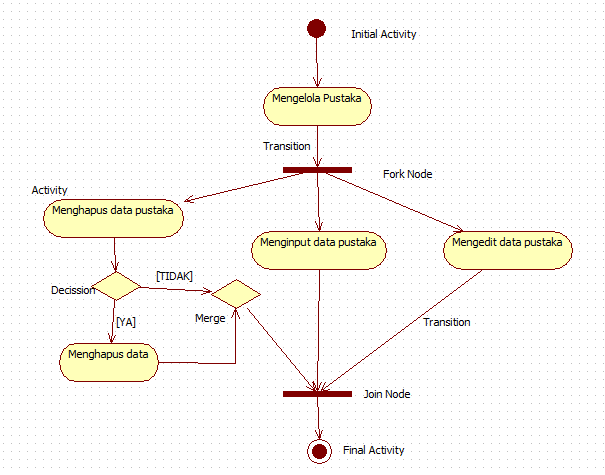 Initial Activity
Mengelola Pustaka
Transition
Fork Node
Activity
Menghapus data pustaka
Menginput data pustaka
Mengedit data pustaka
Decission
[TIDAK]
Merge
[YA]
Transition
Menghapus data
Join Node
Final Activity